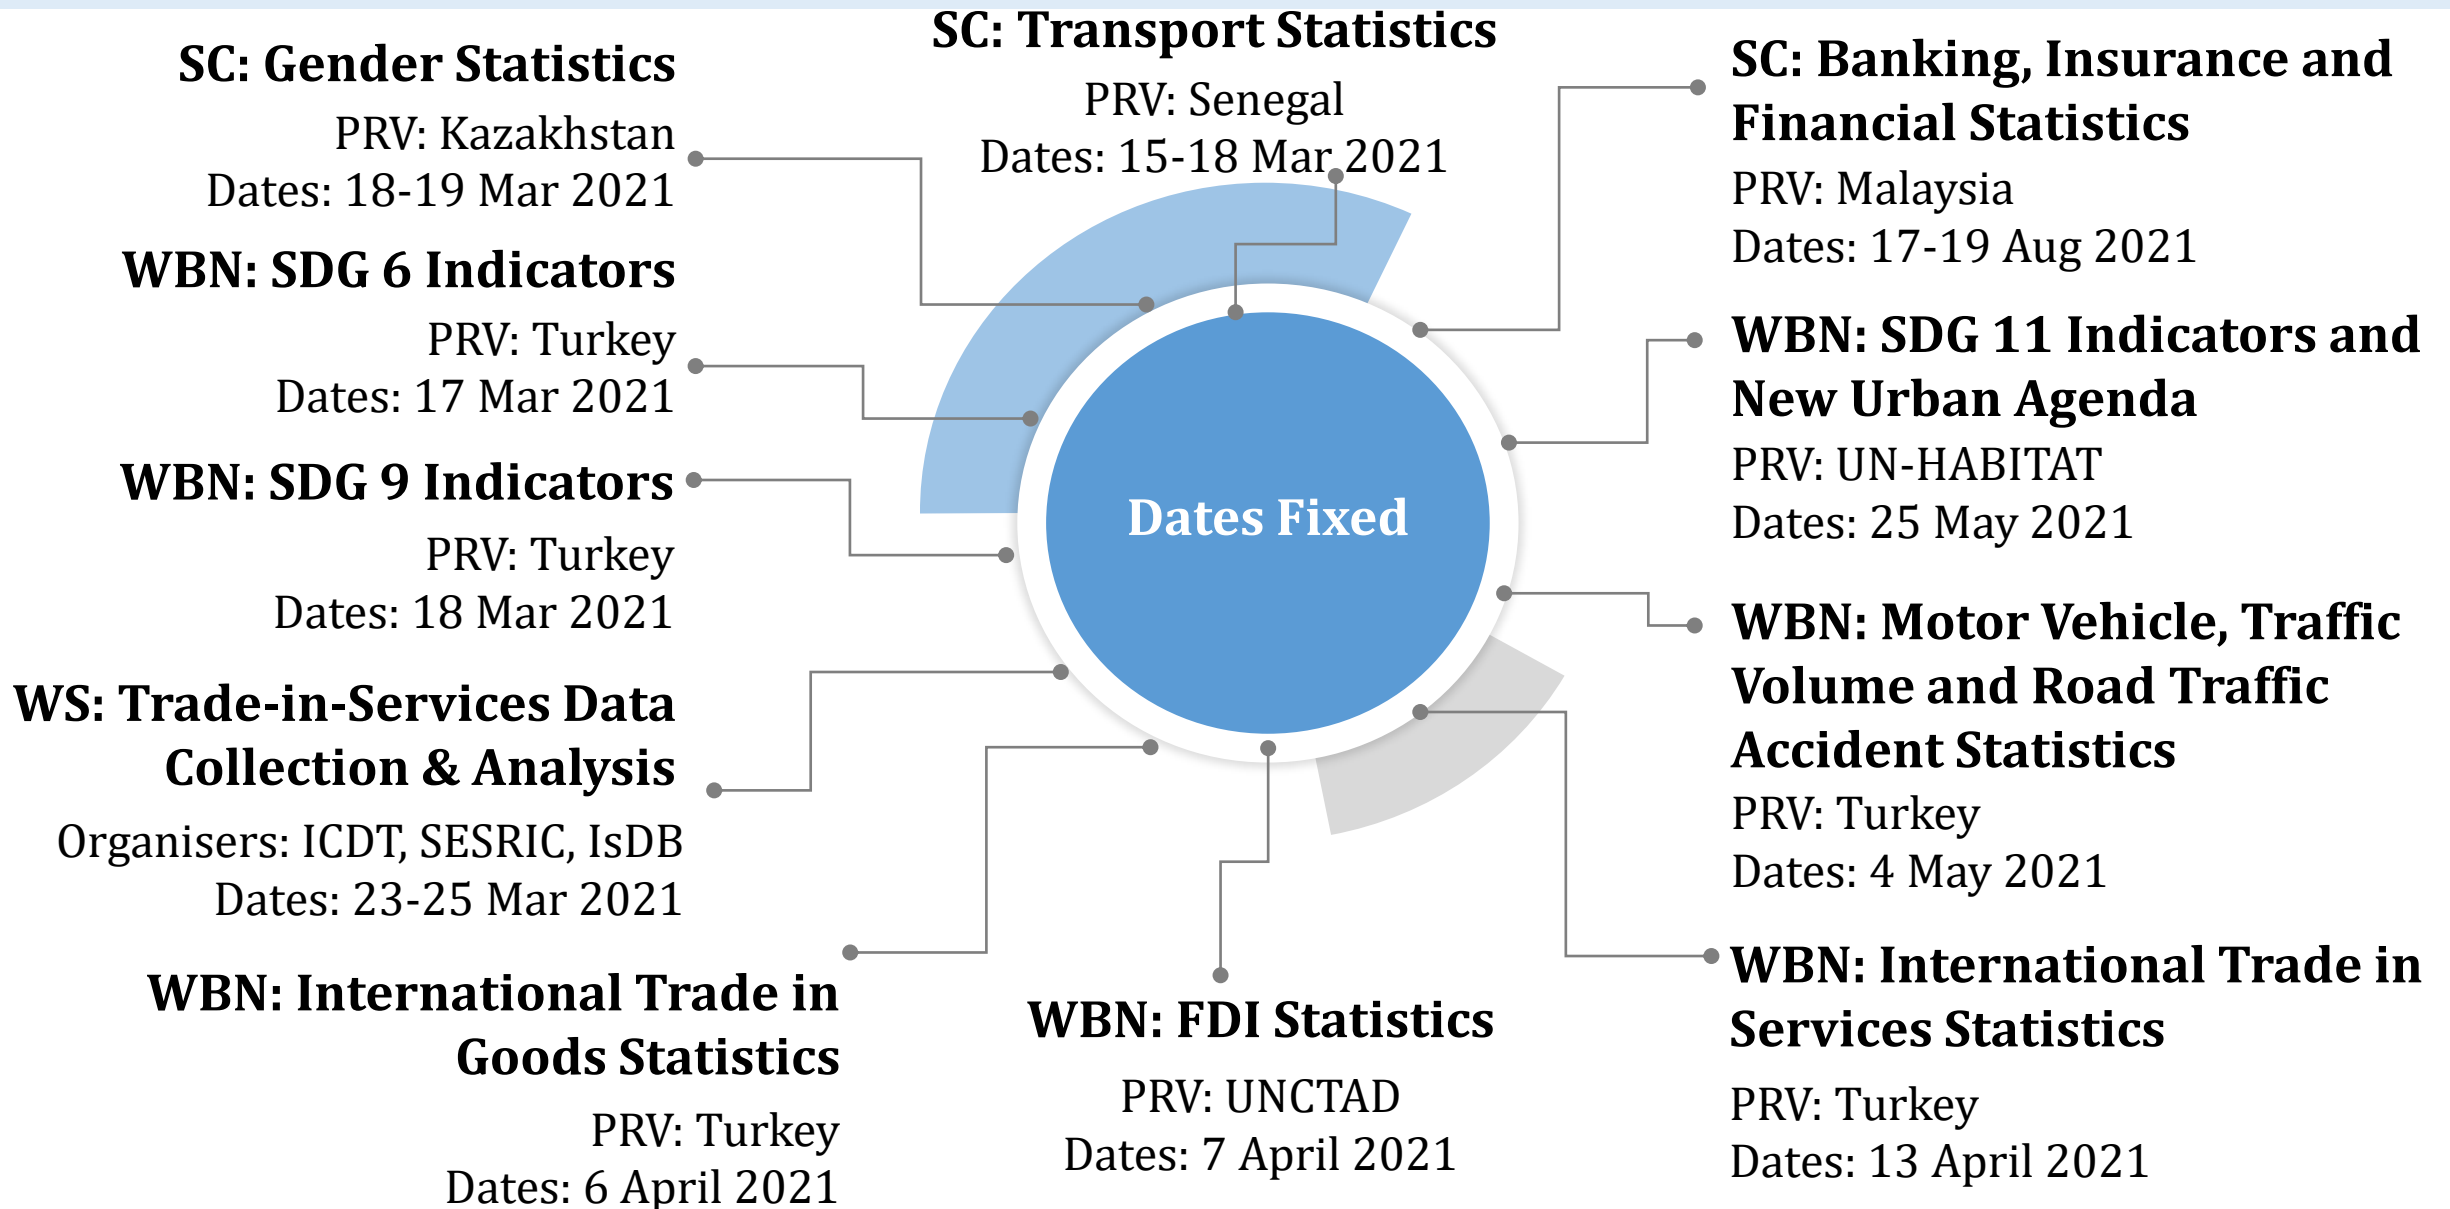 SC: Transport Statistics
PRV: Senegal
Dates: 15-18 Mar 2021
SC: Gender Statistics
PRV: Kazakhstan
Dates: 18-19 Mar 2021
WBN: SDG 6 Indicators
PRV: Turkey
Dates: 17 Mar 2021
WBN: SDG 9 Indicators
PRV: Turkey
Dates: 18 Mar 2021
WS: Trade-in-Services Data
Collection & Analysis
Organisers: ICDT, SESRIC, IsDB
Dates: 23-25 Mar 2021
WBN: International Trade in
Goods Statistics
PRV: Turkey
Dates: 6 April 2021
Dates Fixed
WBN: FDI Statistics
PRV: UNCTAD
Dates: 7 April 2021
SC: Banking, Insurance and
Financial Statistics
PRV: Malaysia
Dates: 17-19 Aug 2021
WBN: SDG 11 Indicators and
New Urban Agenda
PRV: UN-HABITAT
Dates: 25 May 2021
WBN: Motor Vehicle, Traffic
Volume and Road Traffic
Accident Statistics
PRV: Turkey
Dates: 4 May 2021
WBN: International Trade in
Services Statistics
PRV: Turkey
Dates: 13 April 2021